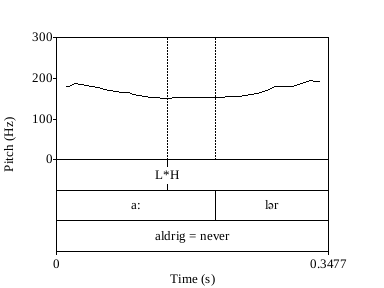 300
200
100
0
Pitch (Hz)
L*H
a: lər
aldrig = never
0 0.3477
Time (s)